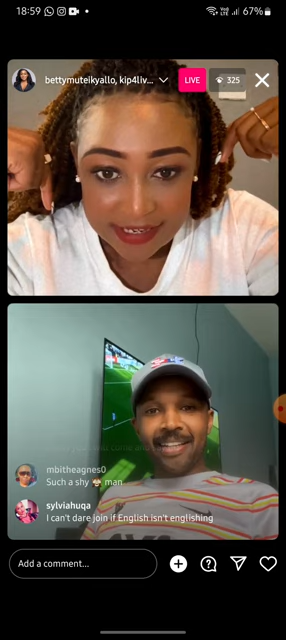 18:59
67%
bettymuteikyallo, kip4liv...
LIVE
325
mbitheagnes0
Such a shy man
sylviahuqa
I can't dare join if English isn't englishing
Add a comment...